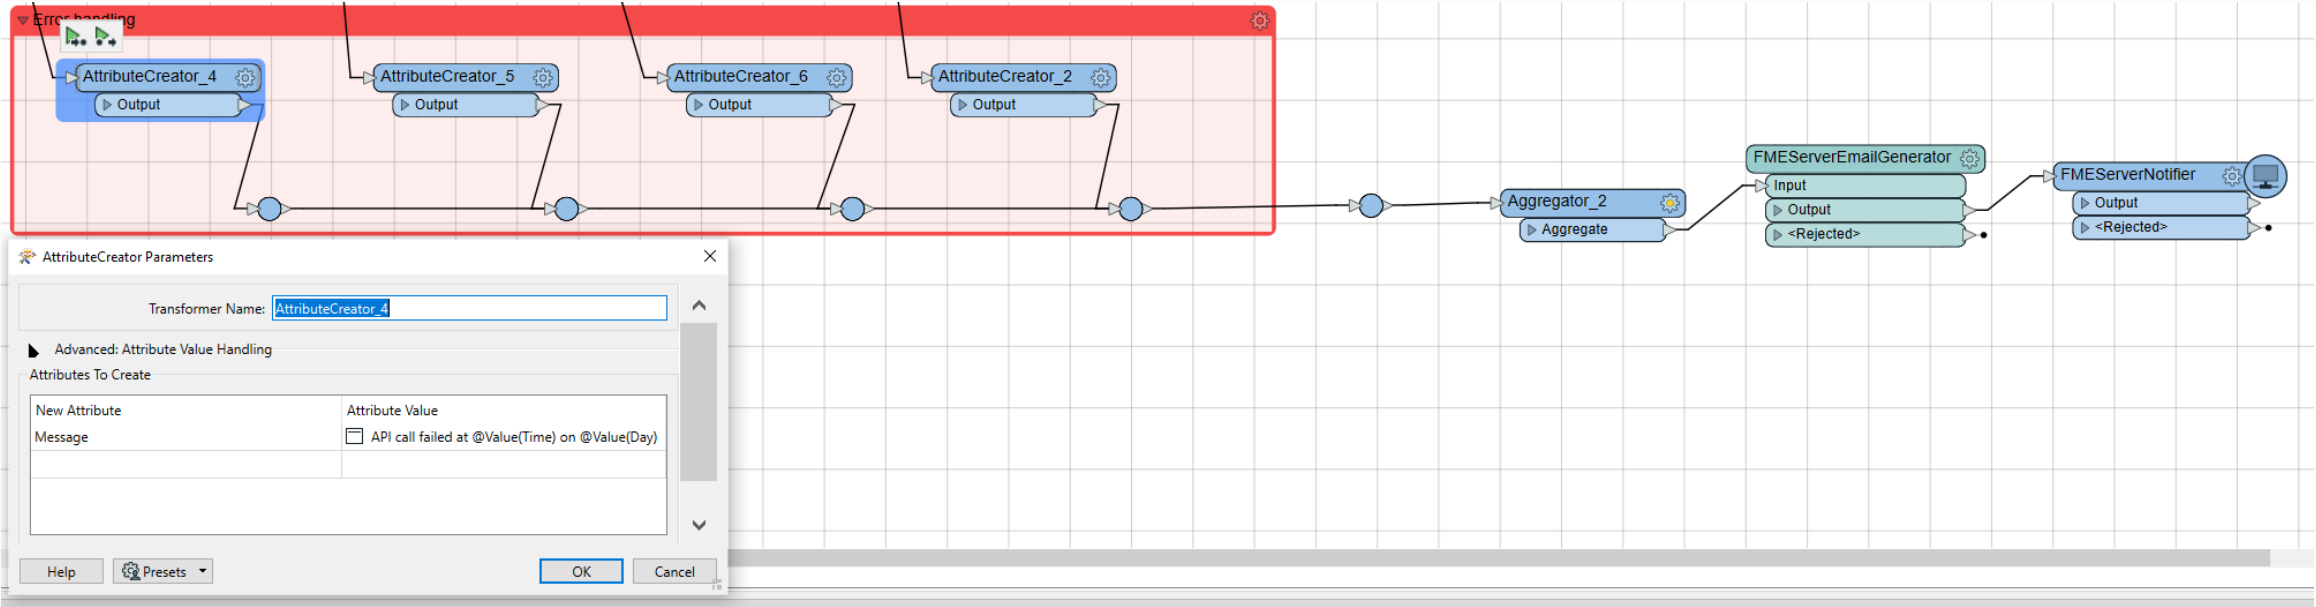 Error handling
AttributeCreator_4
Output
AttributeCreator_5
Output
AttributeCreator_6
Output
AttributeCreator_2
Output
Aggregator_2
Aggregate
FMEServerEmailGenerator
Input
Output
<Rejected>
FMEServerNotifier
Output
<Rejected>
AttributeCreator Parameters
Transformer Name: AttributeCreator_4
Advanced: Attribute Value Handling
Attributes To Create
New Attribute Attribute Value
Message API call failed at @Value(Time) on @Value(Day)
Help Presets OK Cancel